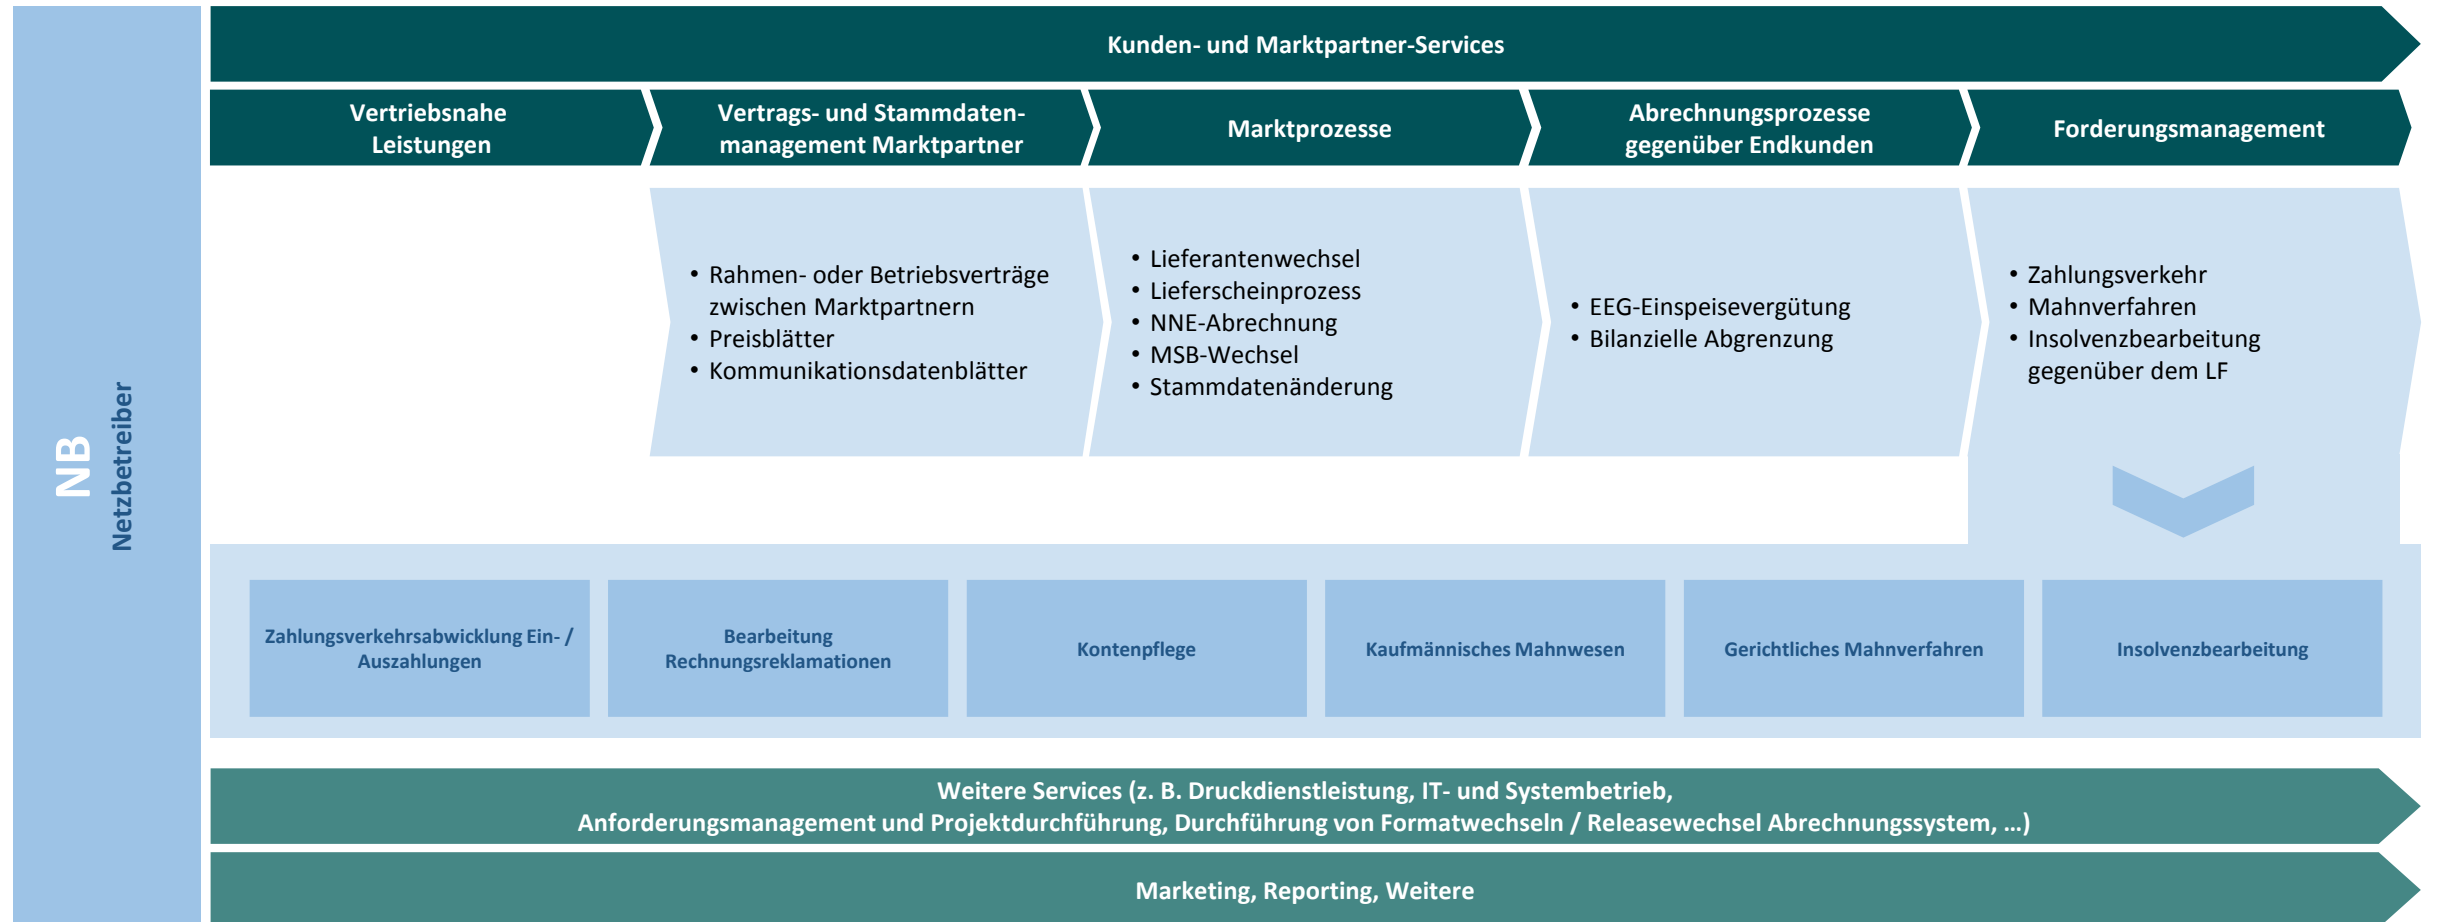 NB
Netzbetreiber
Kunden- und Marktpartner-Services
Vertriebsnahe
Leistungen
Vertrags- und Stammdaten-
management Marktpartner
Marktprozesse
Abrechnungsprozesse
gegenüber Endkunden
Forderungsmanagement
• Rahmen- oder Betriebsverträge
zwischen Marktpartnern
• Preisblätter
• Kommunikationsdatenblätter
• Lieferantenwechsel
• Lieferscheinprozess
• NNE-Abrechnung
• MSB-Wechsel
• Stammdatenänderung
• EEG-Einspeisevergütung
• Bilanzielle Abgrenzung
• Zahlungsverkehr
• Mahnverfahren
• Insolvenzbearbeitung
gegenüber dem LF
Zahlungsverkehrsabwicklung Ein- /
Auszahlungen
Bearbeitung
Rechnungsreklamationen
Kontenpflege
Kaufmännisches Mahnwesen
Gerichtliches Mahnverfahren
Insolvenzbearbeitung
Weitere Services (z. B. Druckdienstleistung, IT- und Systembetrieb,
Anforderungsmanagement und Projektdurchführung, Durchführung von Formatwechseln / Releasewechsel Abrechnungssystem, …)
Marketing, Reporting, Weitere